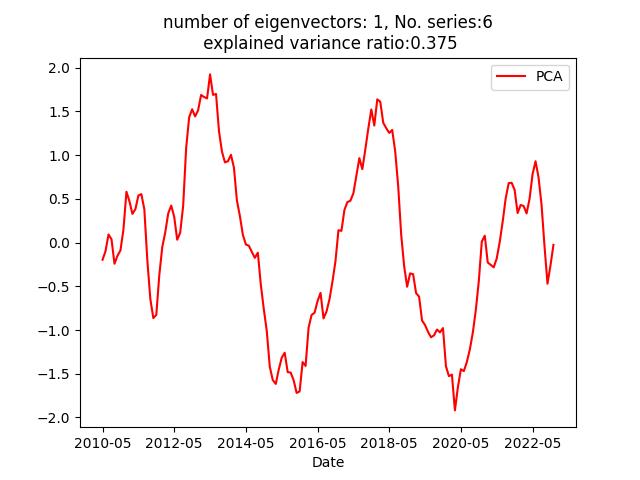 number of eigenvectors: 1, No. series:6
explained variance ratio:0.375
PCA
2.0
1.5
1.0
0.5
0.0
−0.5
−1.0
−1.5
−2.0
2010-05 2012-05 2014-05 2016-05 2018-05 2020-05 2022-05
Date